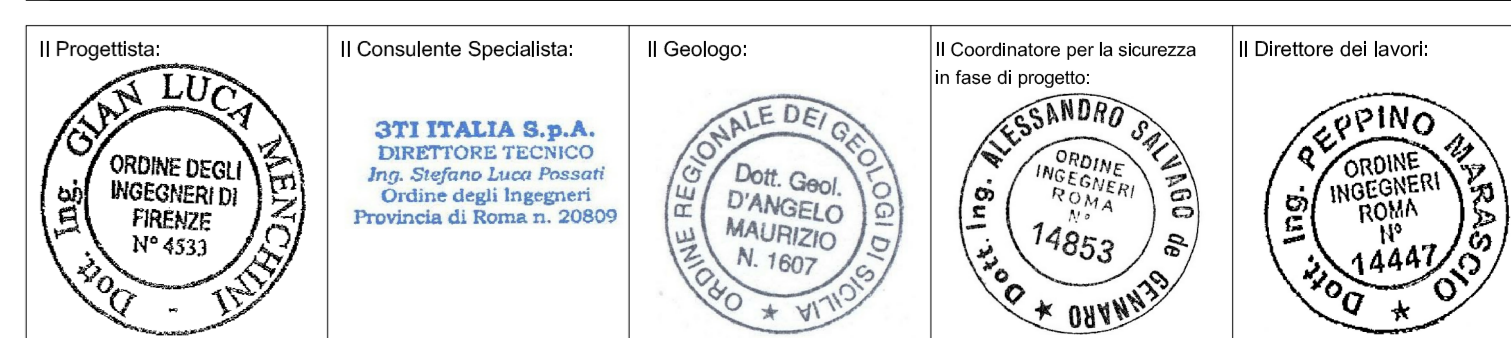 Il Progettista:
Dott. Ing. GIAN LUCA MENCHINI -
ORDINE DEGLI
INGEGNERI DI
FIRENZE
N° 4533
Il Consulente Specialista:
3TI ITALIA S.p.A.
DIRETTORE TECNICO
Ing. Stefano Luca Possati
Ordine degli Ingegneri
Provincia di Roma n. 20809
Il Geologo:
ORDINE REGIONALE DEI GEOLOGI DI SICILIA ★
Dott. Geol.
D'ANGELO
MAURIZIO
N. 1607
Il Coordinatore per la sicurezza
in fase di progetto:
Dott. Ing. ALESSANDRO SALVAGO de GENNARO ★
ORDINE
INGEGNERI
ROMA
N°
14853
Il Direttore dei lavori:
Dott. Ing. PEPPINO MARASCIO ★
ORDINE
INGEGNERI
ROMA
N°
14447